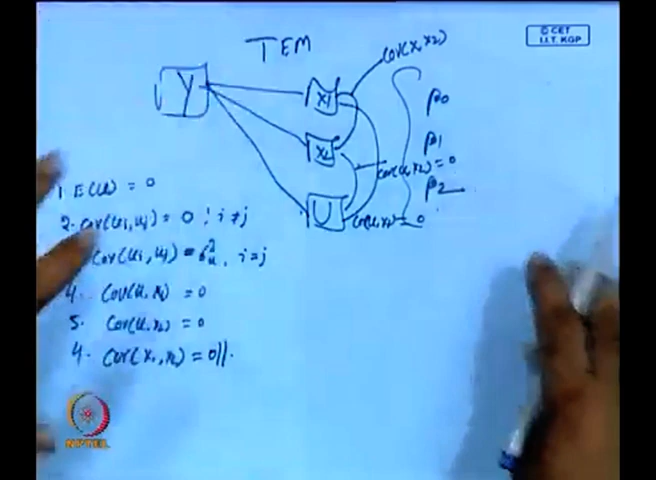 TEM
© CET
I.I.T. KGP
Y
X1
Cov(X1, X2)
X2
U
β0
β1
Cov(U, X2) = 0
β2
Cov(U, X1) = 0
1. E(U) = 0
2. Cov(ui, uj) = 0 ; i ≠ j
Cov(ui, uj) = σ²u, i = j
4. Cov(U, X1) = 0
5. Cov(U, X2) = 0
4. Cov(X1, X2) = 0//.
NPTEL